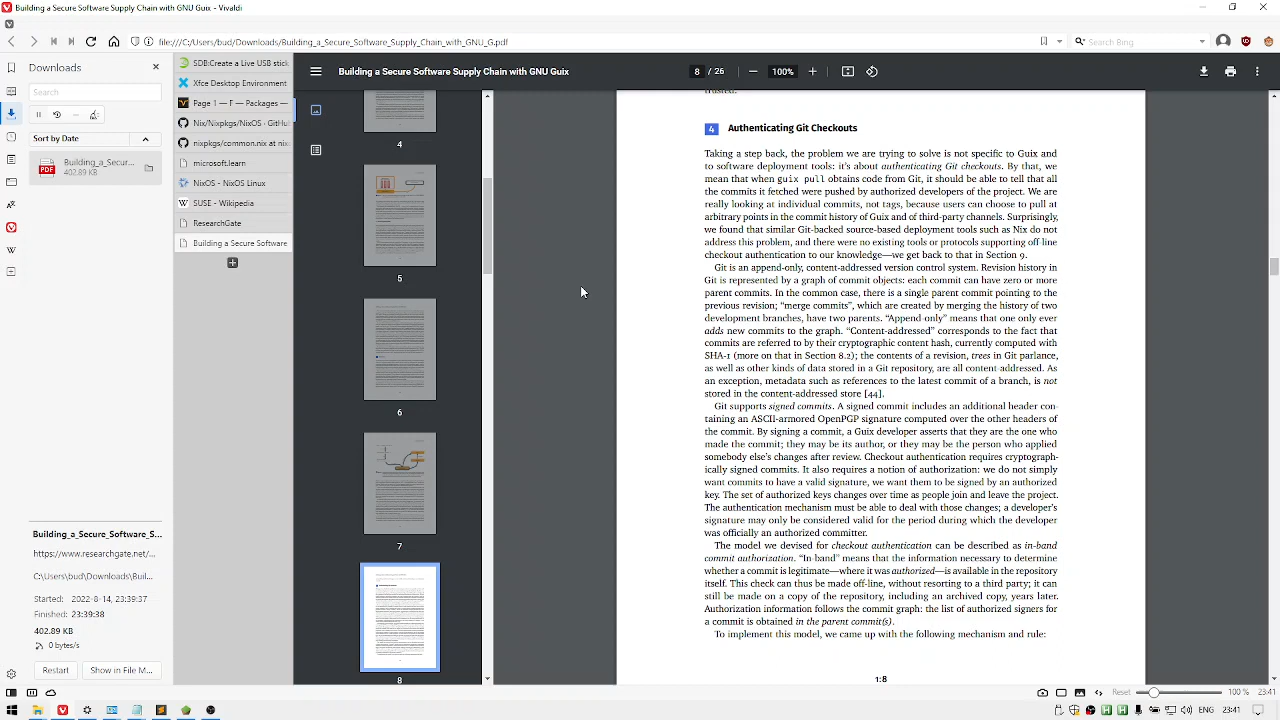 Building a Secure Software Supply Chain with GNU Guix - Vivaldi
file:///C:/Users/bud/Downloads/Building_a_Secure_Software_Supply_Chain_with_GNU_G.pdf
Search Bing
Downloads
Search
Sort by Date
Building_a_Secur...
402.89 KB
PDF
SDB:Create a Live USB stick
Xfce Desktop Environment
Page 1 — F — Packages —
Nix/Nixpkgs/NixOS · GitHub
nixpkgs/common.nix at nix
microsoft.learn
NixOS - NixOS Linux
SUSE - Wikipedia
ResearchGate
Building a Secure Software
Building a Secure Software Supply Chain with GNU Guix
8 / 26
100%
4
5
6
7
8
trusted.
4 Authenticating Git Checkouts
Taking a step back, the problem we are trying to solve is not specific to Guix and
to software deployment tools: it's about authenticating Git checkouts. By that, we
mean that when guix pull obtains code from Git, it should be able to tell that all
the commits it fetched were pushed by authorized developers of the project. We are
really looking at individual commits, not tags, because users can choose to pull at
arbitrary points in the commit history of Guix and of third-party channels. Surprisingly,
we found that similar Git-backed source-based deployment tools such as Nix do not
address this problem, and there were no existing tools or protocols supporting off-line
checkout authentication to our knowledge—we get back to that in Section 9.
Git is an append-only, content-addressed version control system. Revision history in
Git is represented by a graph of commit objects: each commit can have zero or more
parent commits. In the common case, there is a single parent commit pointing to the
previous revision; “merge commits”, which are created by merging the history of two
development branches, have two parents. “Append-only” means that one only ever
adds new commits to the graph. “Content-addressed” corresponds to the fact that
commits are referred to by their cryptographic content hash, currently computed with
SHA-1 (more on that in Section 8.2); the contents of a revision, trees in Git parlance,
as well as other kinds of data stored in a Git repository, are all content-addressed. As
an exception, metadata such as references to the latest commit of a branch, is not
stored in the content-addressed store [44].
Git supports signed commits. A signed commit includes an additional header con-
taining an ASCII-armored OpenPGP signature computed over the other headers of
the commit. By signing a commit, a Guix developer asserts that they are the one who
made the commit; they may be its author, or they may be the person who applied
somebody else's changes after review. Checkout authentication requires cryptograph-
ically signed commits. It also requires a notion of authorization: we do not simply
want commits to have a valid signature, we want them to be signed by an authorized
key. The set of authorized keys changes over time as people join and leave the project.
The authentication mechanism must be able to deal with those changes; a developer's
signature may only be considered valid for the period during which the developer
was officially an authorized committer.
The model we devised for checkout authentication can be described as in-band
commit authorization. “In-band” means that the information necessary to determine
whether a commit is legitimate—where it was authorized—is available in the repository
itself. This check can thus be made off-line, without resorting to a third party; it can
still be made on a copy of the repository, including an archived copy, years later.
Authorization information follows the commit graph: the list of authorized signers for
a commit is obtained in the parent commit(s).
To implement this model we came up with the following mechanism and rule:
1:8
Building_a_Secure_Software_S...
https://www.researchgate.net/...
C:\Users\bud\Downloads\Buil...
Started:
Finished:
402.89 KB
0 bytes/s
Restart
Show in File M...
Reset
100 %
23:41
ENG
23:41